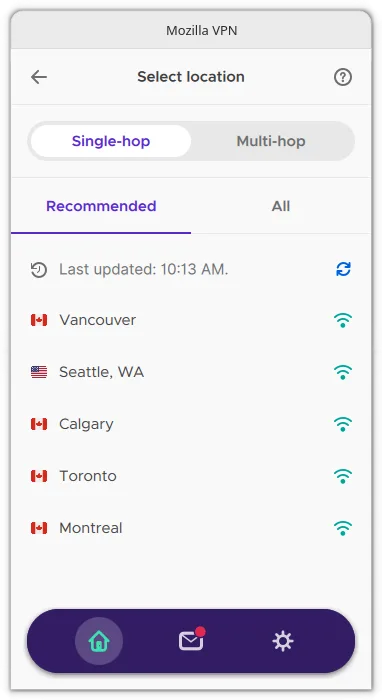 Mozilla VPN
Select location
Single-hop Multi-hop
Recommended All
Last updated: 10:13 AM.
Vancouver
Seattle, WA
Calgary
Toronto
Montreal